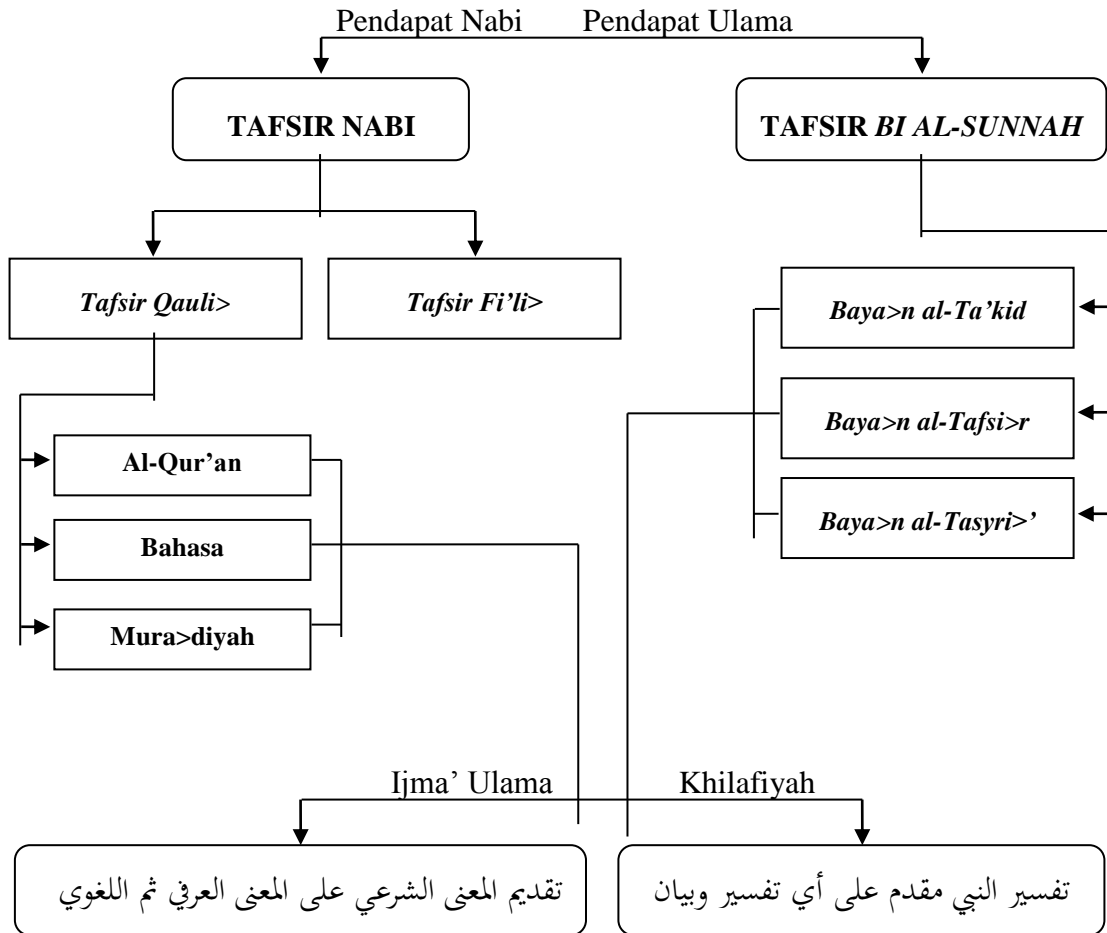 Pendapat Nabi Pendapat Ulama
TAFSIR NABI
TAFSIR BI AL-SUNNAH
Tafsir Qauli>
Tafsir Fi’li>
Baya>n al-Ta’kid
Baya>n al-Tafsi>r
Baya>n al-Tasyri>’
Al-Qur’an
Bahasa
Mura>diyah
Ijma’ Ulama Khilafiyah
تقديم المعنى الشرعي على المعنى العرفي ثم اللغوي
تفسير النبي مقدم على أي تفسير وبيان